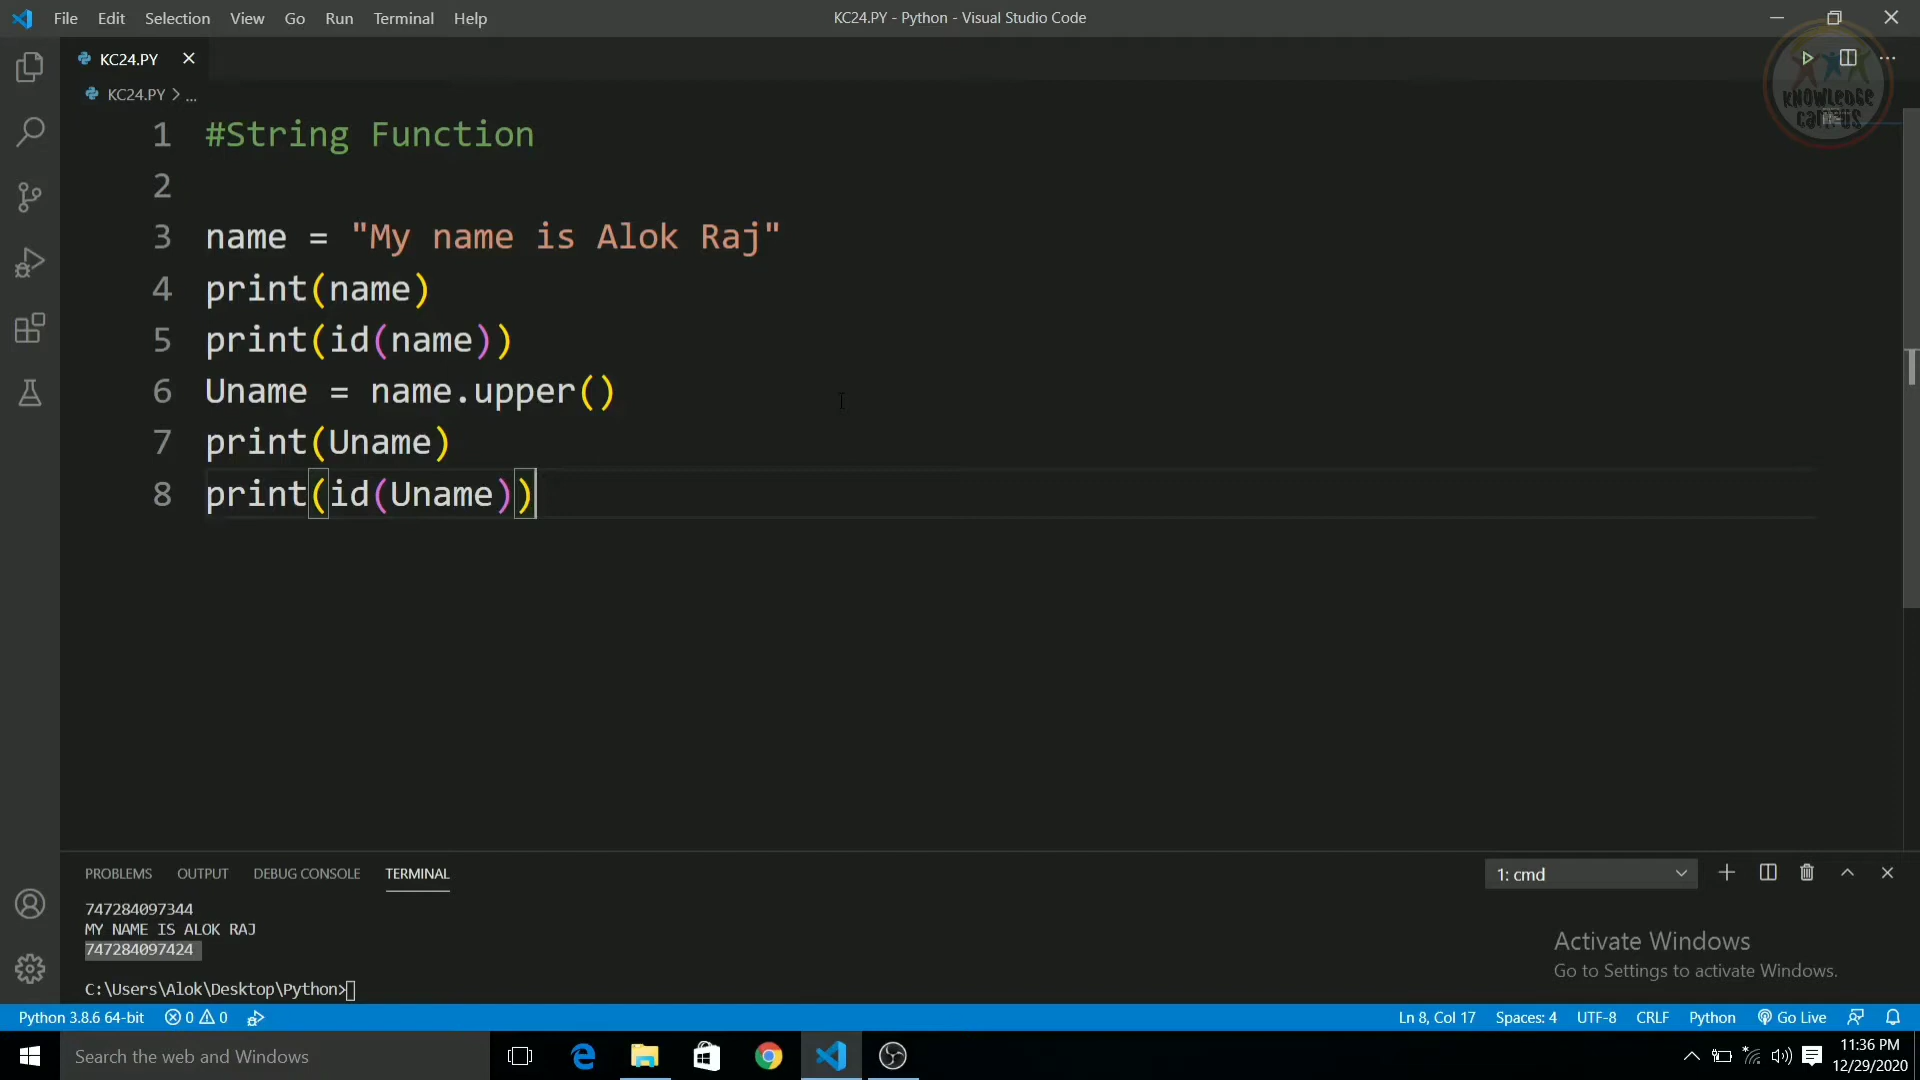 File Edit Selection View Go Run Terminal Help
KC24.PY - Python - Visual Studio Code
KC24.PY
KC24.PY > ...
KNOWLEDGE
CAMPUS
1 #String Function
2
3 name = "My name is Alok Raj"
4 print(name)
5 print(id(name))
6 Uname = name.upper()
7 print(Uname)
8 print(id(Uname))
PROBLEMS OUTPUT DEBUG CONSOLE TERMINAL
1: cmd
747284097344
MY NAME IS ALOK RAJ
747284097424
C:\Users\Alok\Desktop\Python>
Activate Windows
Go to Settings to activate Windows.
Python 3.8.6 64-bit 0 0
Ln 8, Col 17 Spaces: 4 UTF-8 CRLF Python Go Live
Search the web and Windows
11:36 PM
12/29/2020